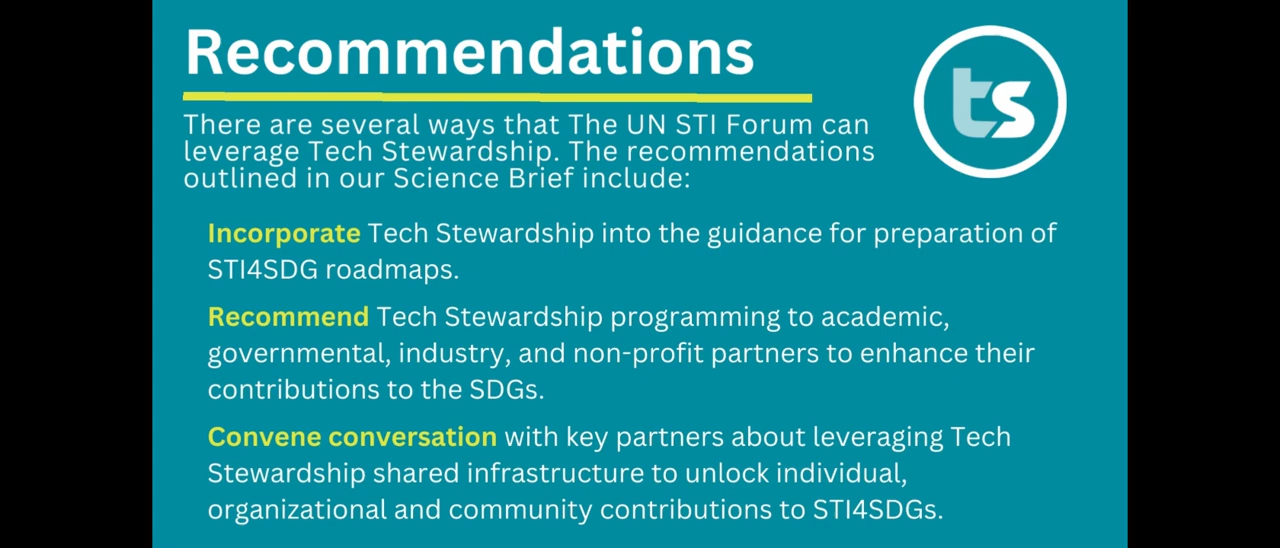 Recommendations
ts
There are several ways that The UN STI Forum can
leverage Tech Stewardship. The recommendations
outlined in our Science Brief include:
Incorporate Tech Stewardship into the guidance for preparation of
STI4SDG roadmaps.
Recommend Tech Stewardship programming to academic,
governmental, industry, and non-profit partners to enhance their
contributions to the SDGs.
Convene conversation with key partners about leveraging Tech
Stewardship shared infrastructure to unlock individual,
organizational and community contributions to STI4SDGs.